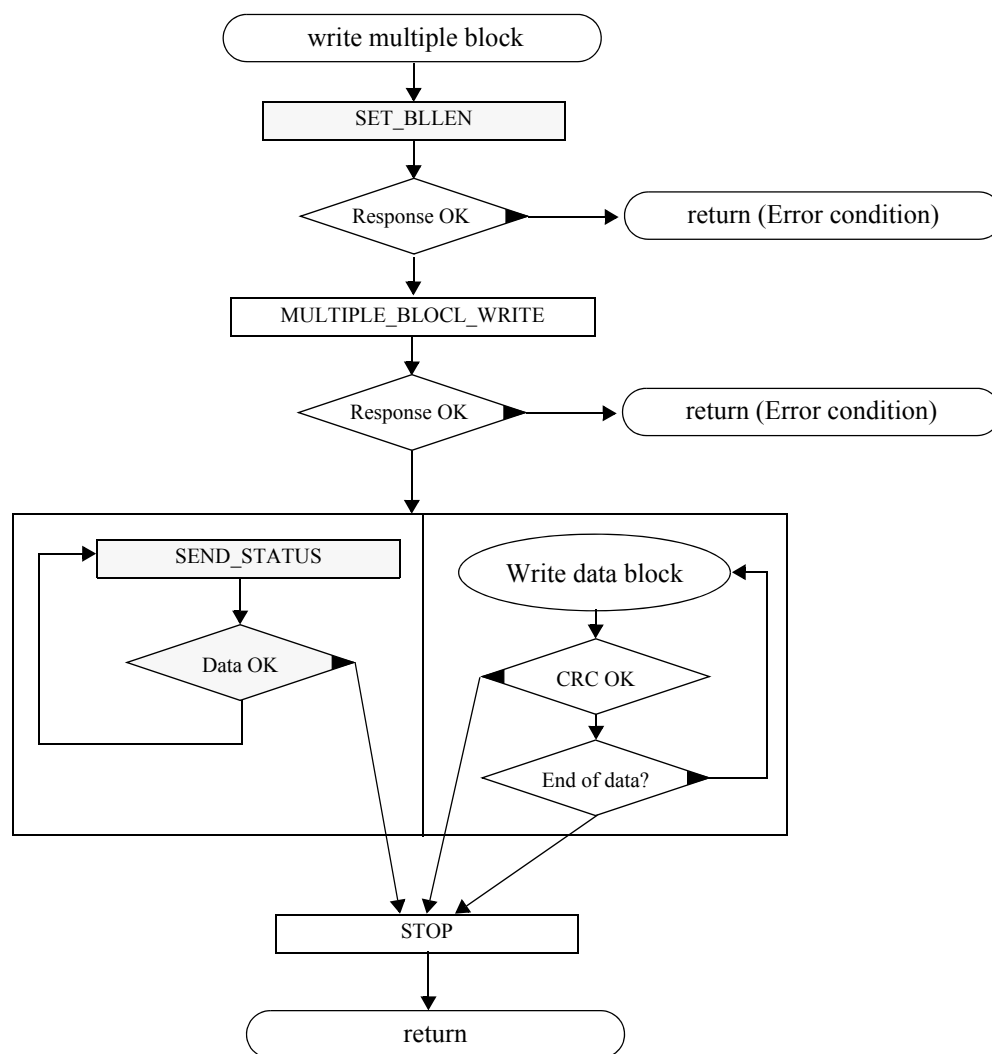 write multiple block
SET_BLLEN
Response OK
return (Error condition)
MULTIPLE_BLOCL_WRITE
Response OK
return (Error condition)
SEND_STATUS
Data OK
Write data block
CRC OK
End of data?
STOP
return